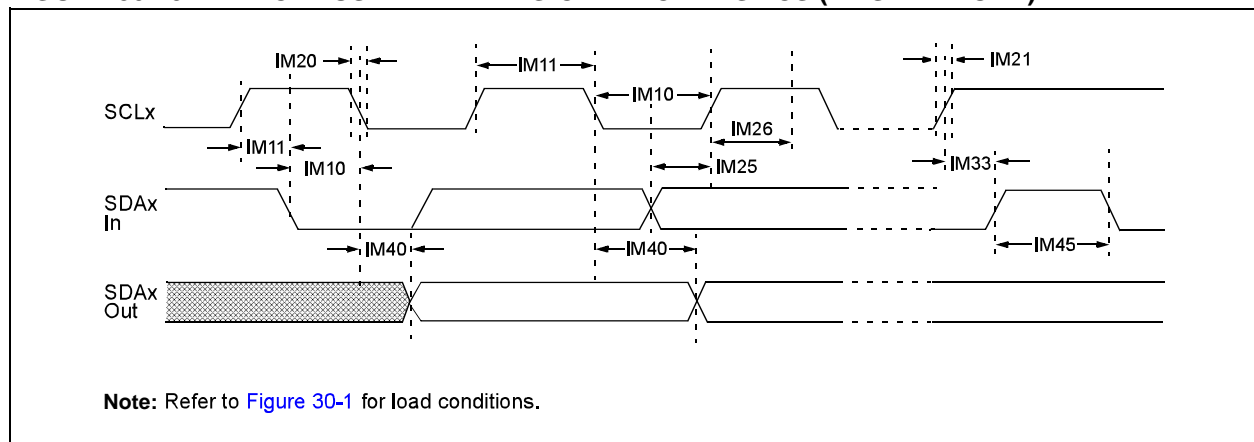 IM20
IM11
IM21
SCLx
IM10
IM26
IM11
IM10
IM25
IM33
SDAx
In
IM40
IM40
IM45
SDAx
Out
Note: Refer to Figure 30-1 for load conditions.